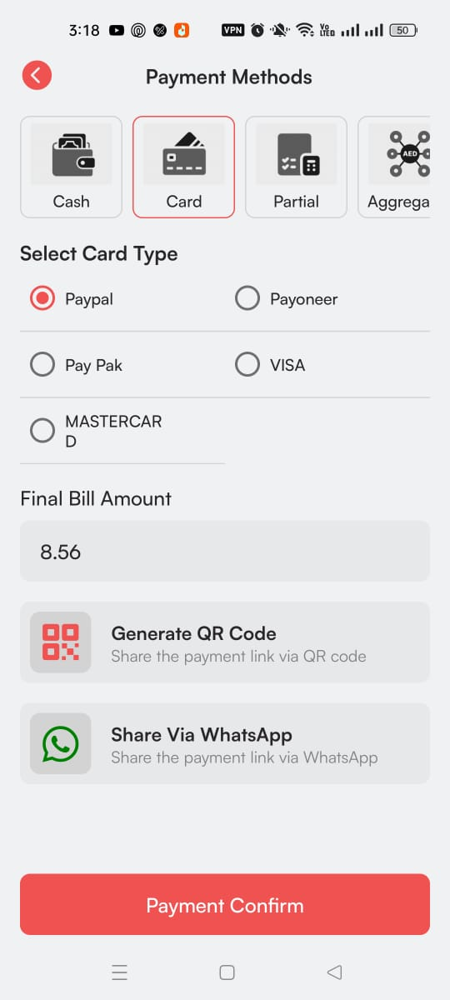 3:18
VPN
Vo
LTED
50
Payment Methods
AED
Cash
Card
Partial
Aggrega
Select Card Type
Paypal
Payoneer
Pay Pak
VISA
MASTERCAR
D
Final Bill Amount
8.56
Generate QR Code
Share the payment link via QR code
Share Via WhatsApp
Share the payment link via WhatsApp
Payment Confirm